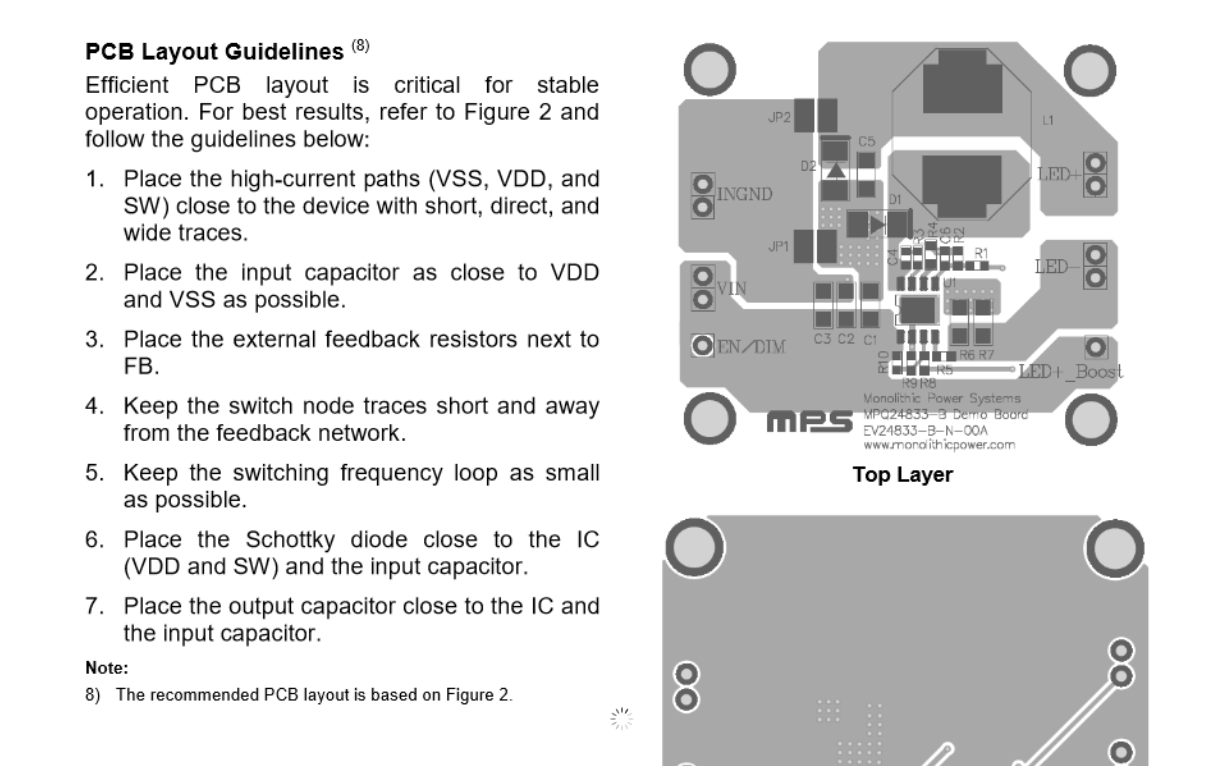 PCB Layout Guidelines (8)
Efficient PCB layout is critical for stable
operation. For best results, refer to Figure 2 and
follow the guidelines below:
1. Place the high-current paths (VSS, VDD, and
SW) close to the device with short, direct, and
wide traces.
2. Place the input capacitor as close to VDD
and VSS as possible.
3. Place the external feedback resistors next to
FB.
4. Keep the switch node traces short and away
from the feedback network.
5. Keep the switching frequency loop as small
as possible.
6. Place the Schottky diode close to the IC
(VDD and SW) and the input capacitor.
7. Place the output capacitor close to the IC and
the input capacitor.
Note:
8) The recommended PCB layout is based on Figure 2.
JP2
L1
C5
D2
LED+
INGND
D1
JP1
C4
R3
R4
C6
R2
R1
LED-
U1
VIN
C3 C2 C1
R6 R7
EN/DIM
R10
R5
LED+_Boost
R9 R8
mPS
Monolithic Power Systems
MPQ24833-B Demo Board
EV24833-B-N-00A
www.monolithicpower.com
Top Layer